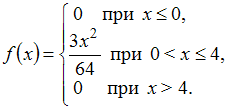 f(x) = { 0 при x ≤ 0,
3x²/64 при 0 < x ≤ 4,
0 при x > 4.